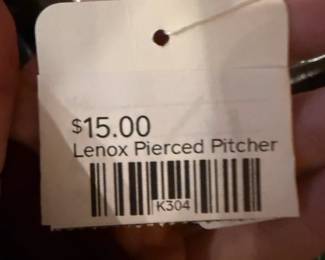 $15.00
Lenox Pierced Pitcher
K304